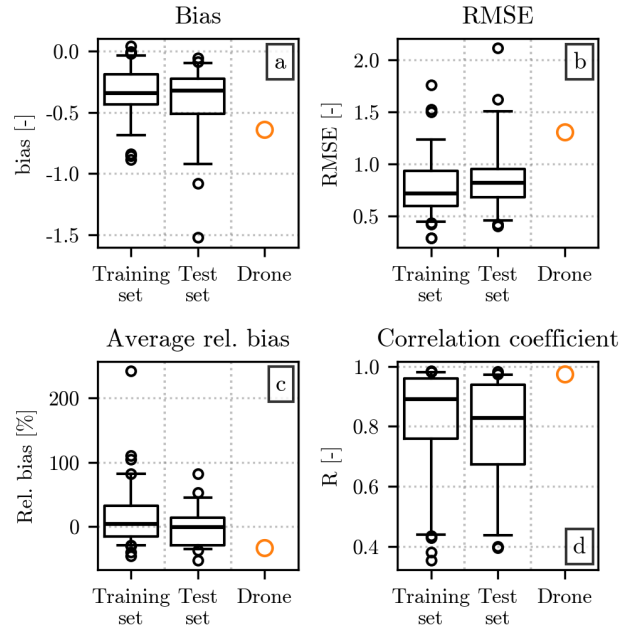 Bias
RMSE
0.0
-0.5
-1.0
-1.5
bias [-]
a
Training set
Test set
Drone
2.0
1.5
1.0
0.5
RMSE [-]
b
Training set
Test set
Drone
Average rel. bias
Correlation coefficient
200
100
0
Rel. bias [%]
c
Training set
Test set
Drone
1.0
0.8
0.6
0.4
R [-]
d
Training set
Test set
Drone